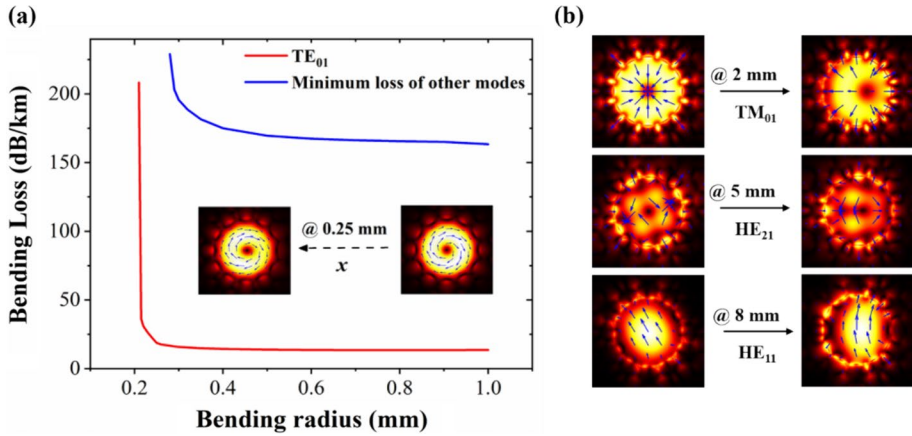 (a)
Bending Loss (dB/km)
200
150
100
50
0
TE₀₁
Minimum loss of other modes
@ 0.25 mm
x
0.2
0.4
0.6
0.8
1.0
Bending radius (mm)
(b)
@ 2 mm
TM₀₁
@ 5 mm
HE₂₁
@ 8 mm
HE₁₁